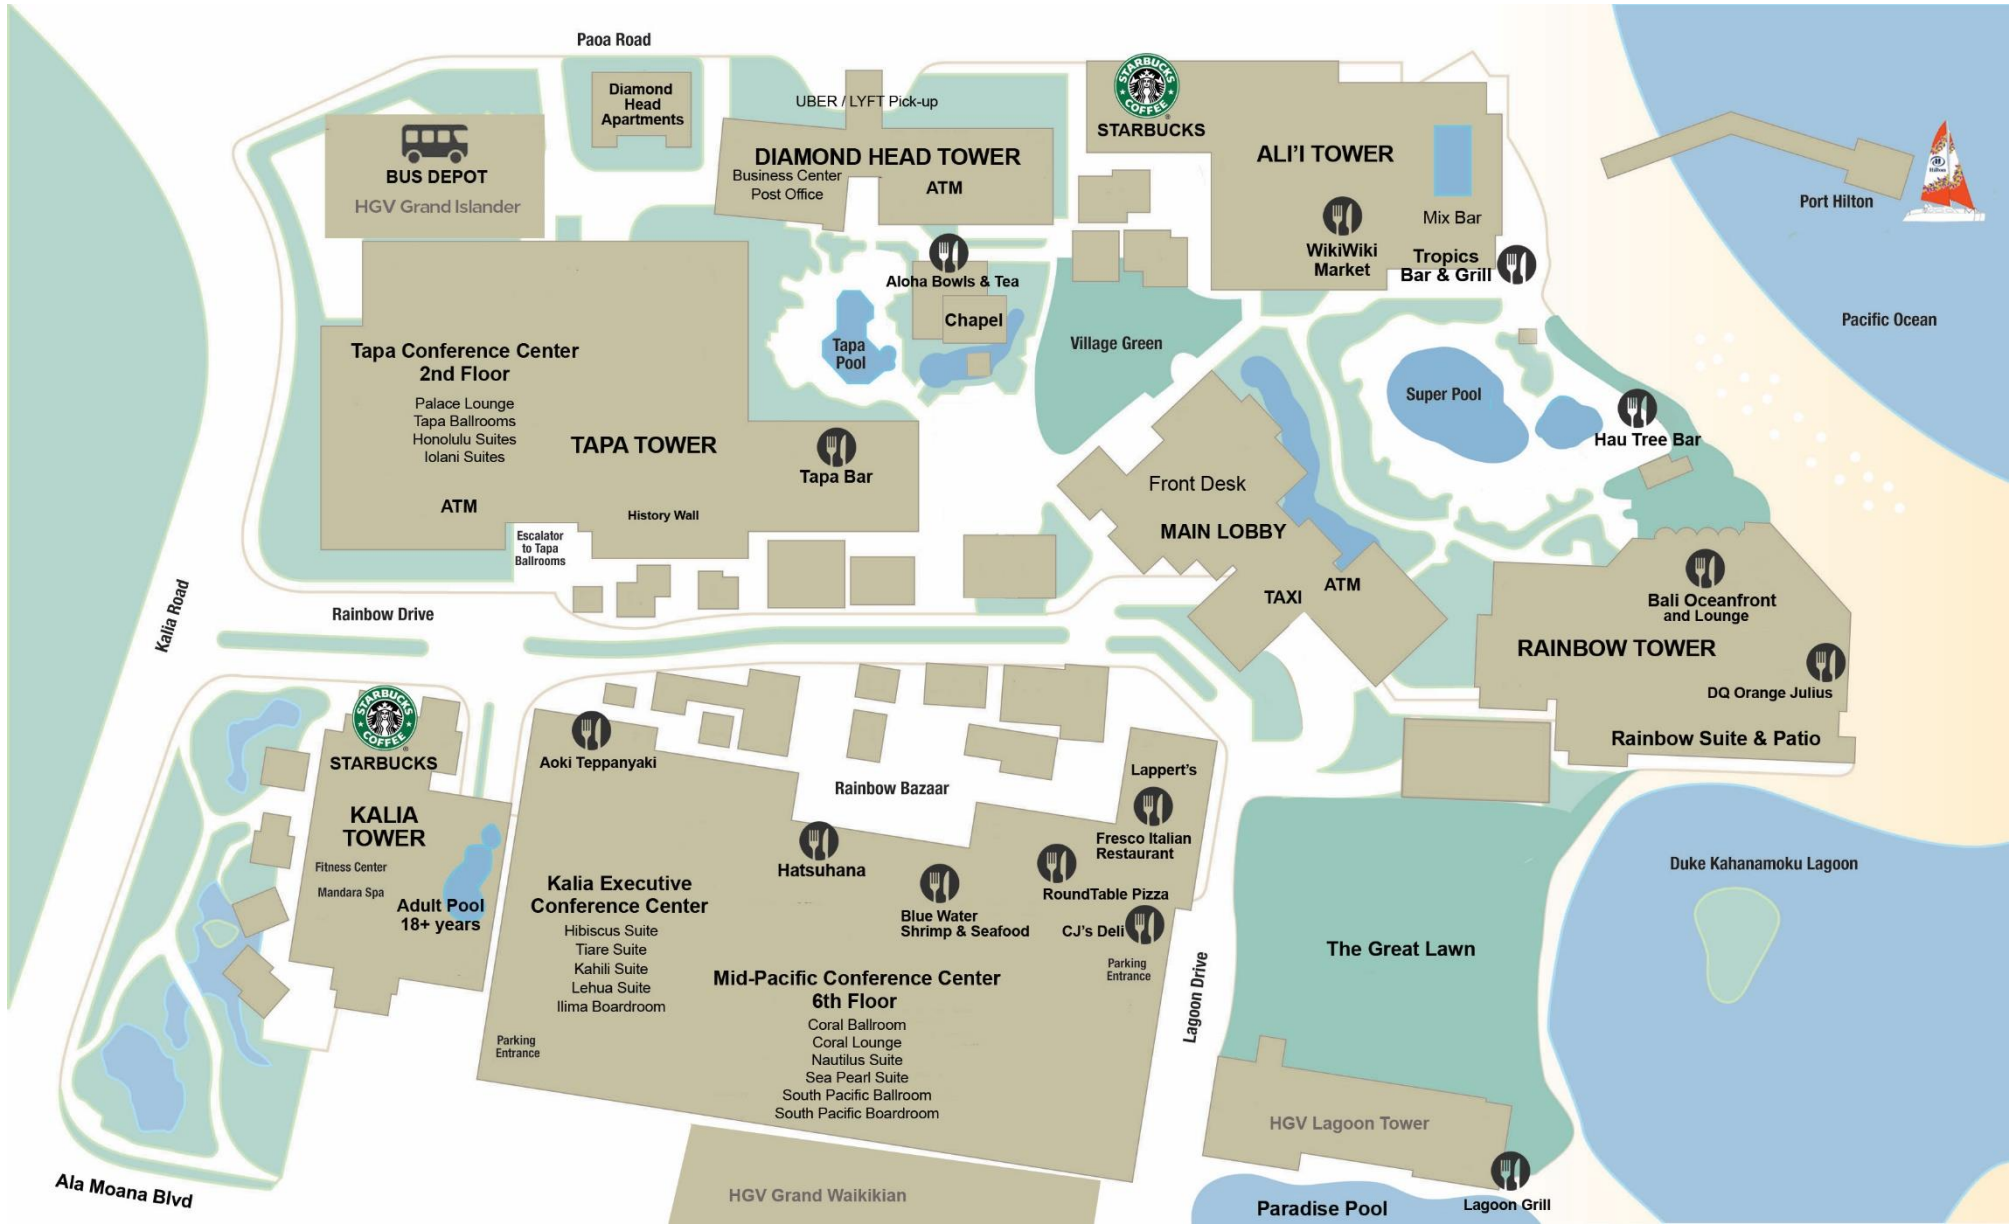 Paoa Road
Diamond
Head
Apartments
UBER / LYFT Pick-up
STARBUCKS
COFFEE
STARBUCKS
BUS DEPOT
HGV Grand Islander
DIAMOND HEAD TOWER
Business Center
Post Office
ATM
ALI'I TOWER
WikiWiki
Market
Mix Bar
Tropics
Bar & Grill
Hilton
Port Hilton
Pacific Ocean
Aloha Bowls & Tea
Chapel
Tapa
Pool
Village Green
Super Pool
Hau Tree Bar
Tapa Conference Center
2nd Floor
Palace Lounge
Tapa Ballrooms
Honolulu Suites
Iolani Suites
TAPA TOWER
Tapa Bar
ATM
History Wall
Escalator
to Tapa
Ballrooms
Front Desk
MAIN LOBBY
TAXI
ATM
Bali Oceanfront
and Lounge
RAINBOW TOWER
DQ Orange Julius
Rainbow Suite & Patio
Kalia Road
Rainbow Drive
STARBUCKS
COFFEE
STARBUCKS
KALIA
TOWER
Fitness Center
Mandara Spa
Adult Pool
18+ years
Aoki Teppanyaki
Rainbow Bazaar
Hatsuhana
Lappert's
Fresco Italian
Restaurant
RoundTable Pizza
Blue Water
Shrimp & Seafood
CJ's Deli
Parking
Entrance
Kalia Executive
Conference Center
Hibiscus Suite
Tiare Suite
Kahili Suite
Lehua Suite
Ilima Boardroom
Parking
Entrance
Mid-Pacific Conference Center
6th Floor
Coral Ballroom
Coral Lounge
Nautilus Suite
Sea Pearl Suite
South Pacific Ballroom
South Pacific Boardroom
Lagoon Drive
The Great Lawn
Duke Kahanamoku Lagoon
HGV Lagoon Tower
Lagoon Grill
Paradise Pool
HGV Grand Waikikian
Ala Moana Blvd